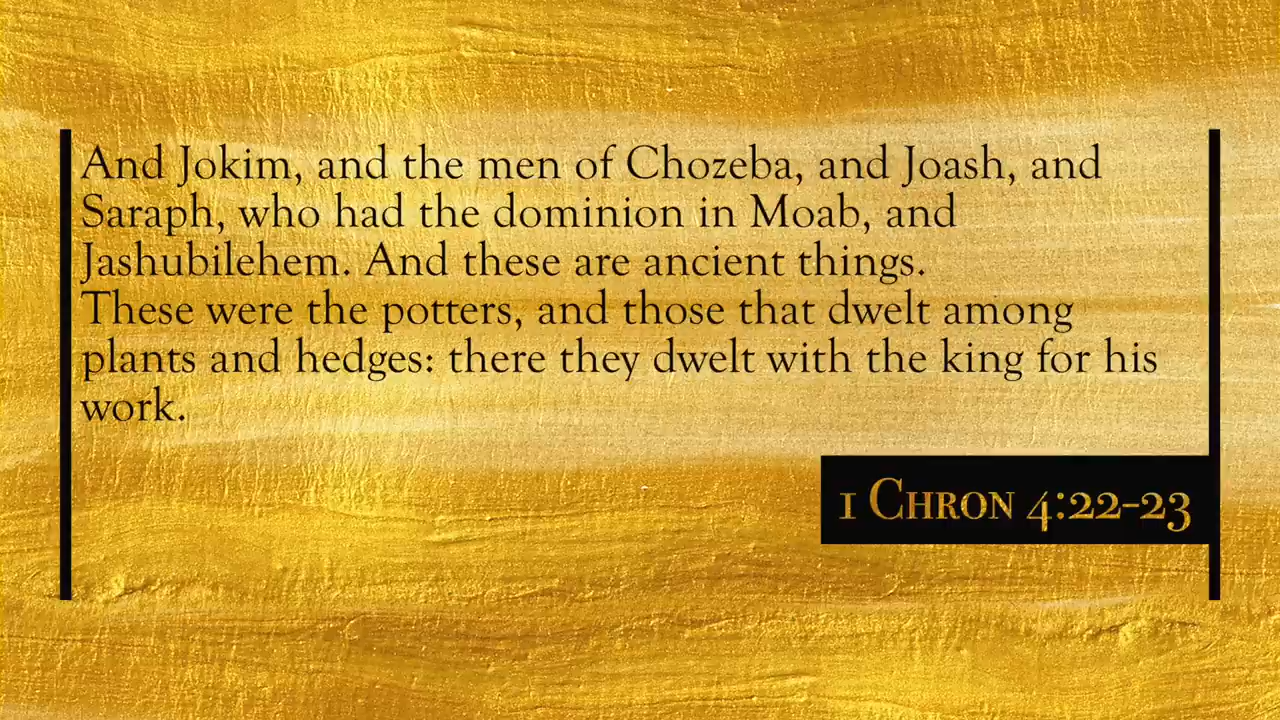 And Jokim, and the men of Chozeba, and Joash, and
Saraph, who had the dominion in Moab, and
Jashubilehem. And these are ancient things.
These were the potters, and those that dwelt among
plants and hedges: there they dwelt with the king for his
work.
1 Chron 4:22-23